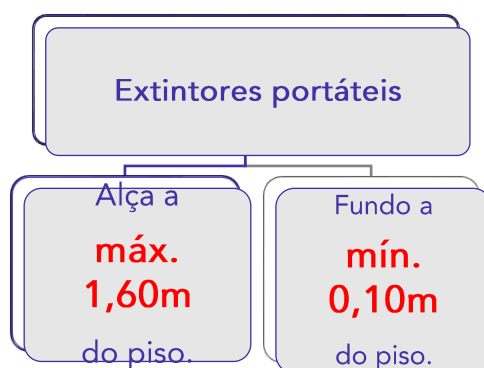 Extintores portáteis
Alça a
máx.
1,60m
do piso.
Fundo a
mín.
0,10m
do piso.